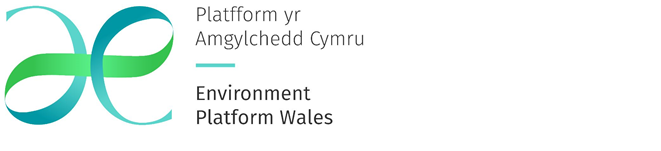 Platfform yr
Amgylchedd Cymru
Environment
Platform Wales